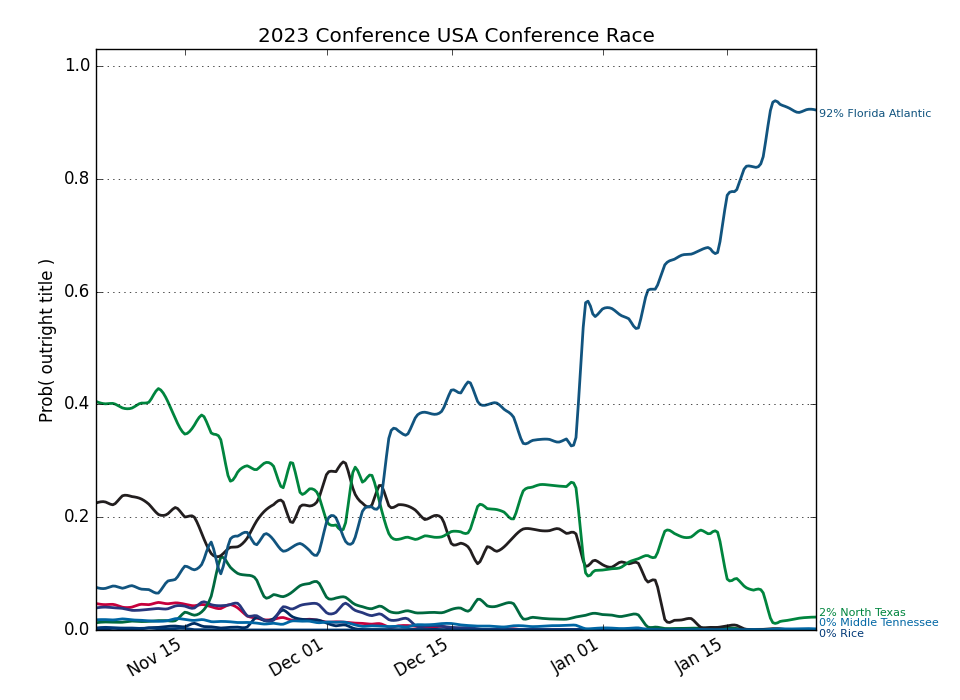 2023 Conference USA Conference Race
1.0
0.8
0.6
0.4
0.2
0.0
Prob( outright title )
Nov 15
Dec 01
Dec 15
Jan 01
Jan 15
92% Florida Atlantic
2% North Texas
0% Middle Tennessee
0% Rice